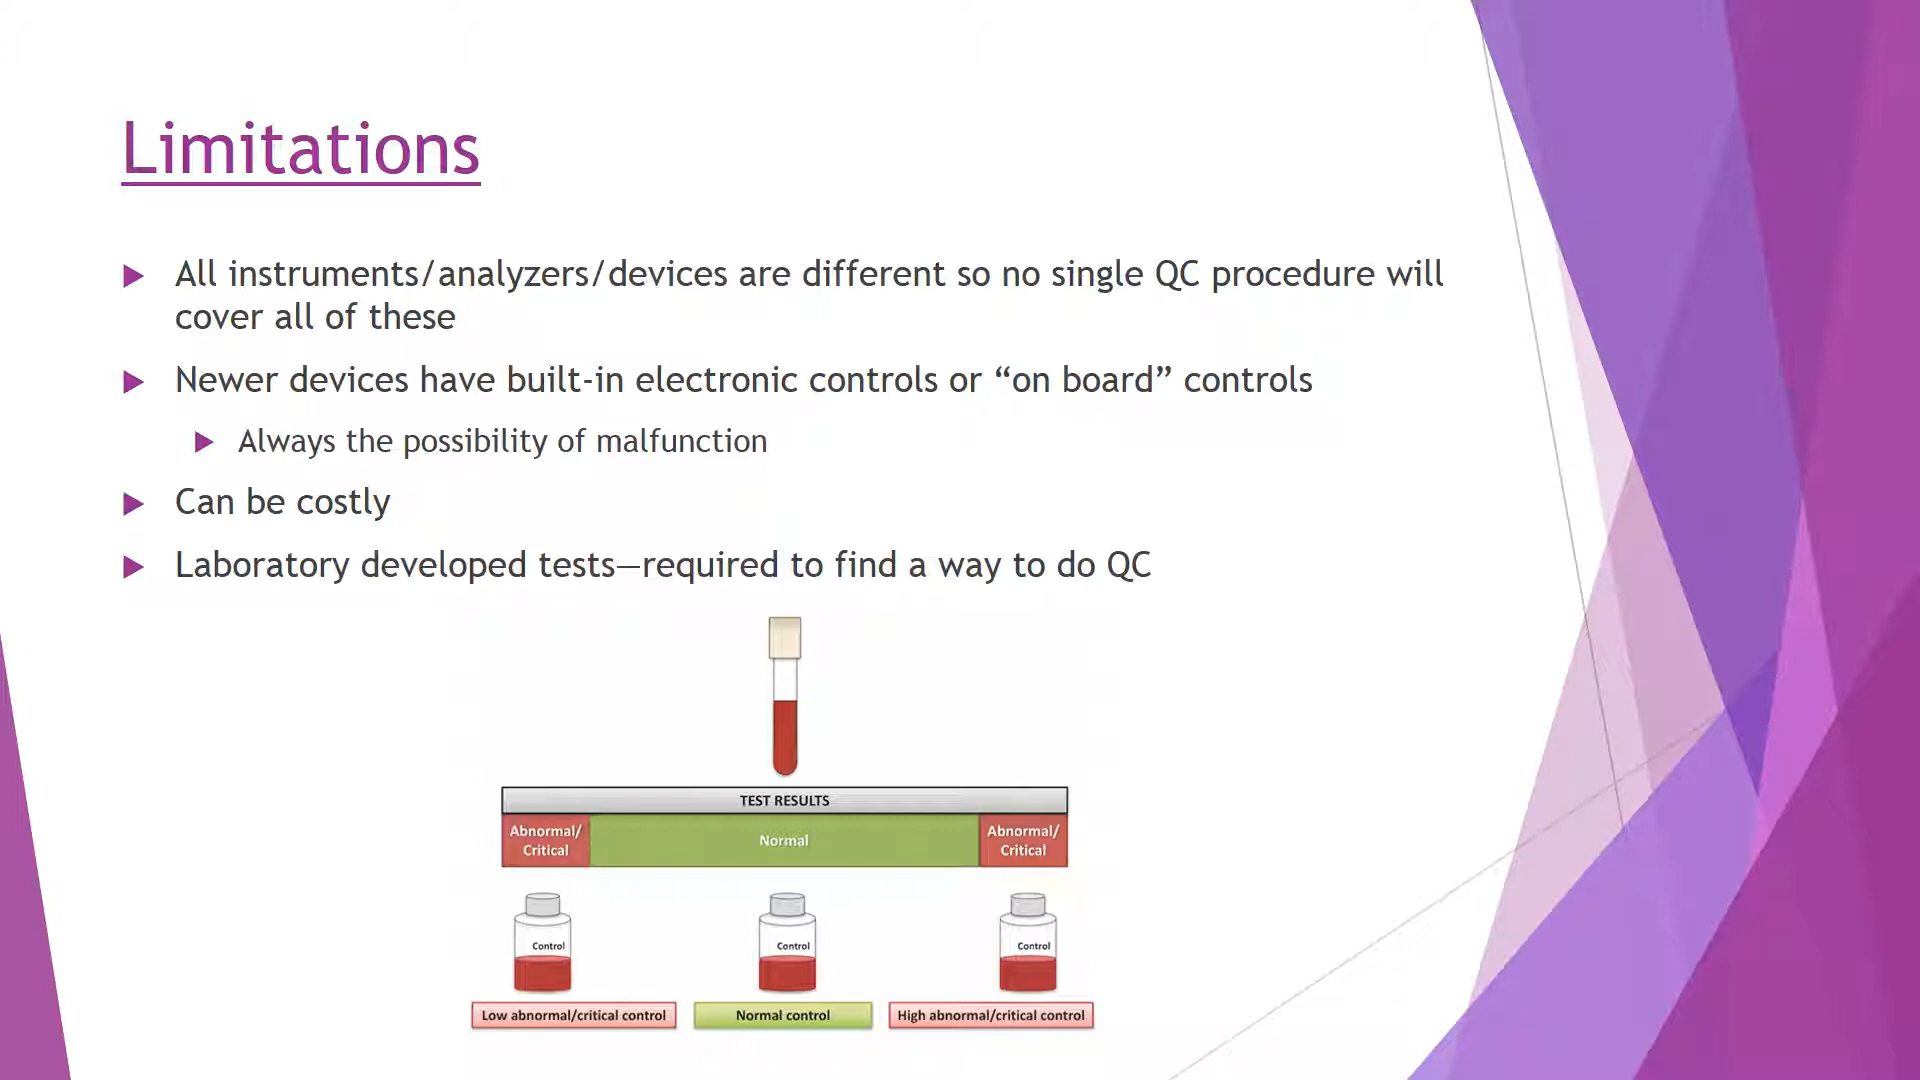 Limitations
All instruments/analyzers/devices are different so no single QC procedure will
cover all of these
Newer devices have built-in electronic controls or “on board” controls
Always the possibility of malfunction
Can be costly
Laboratory developed tests—required to find a way to do QC
TEST RESULTS
Abnormal/
Critical
Normal
Abnormal/
Critical
Control
Control
Control
Low abnormal/critical control
Normal control
High abnormal/critical control